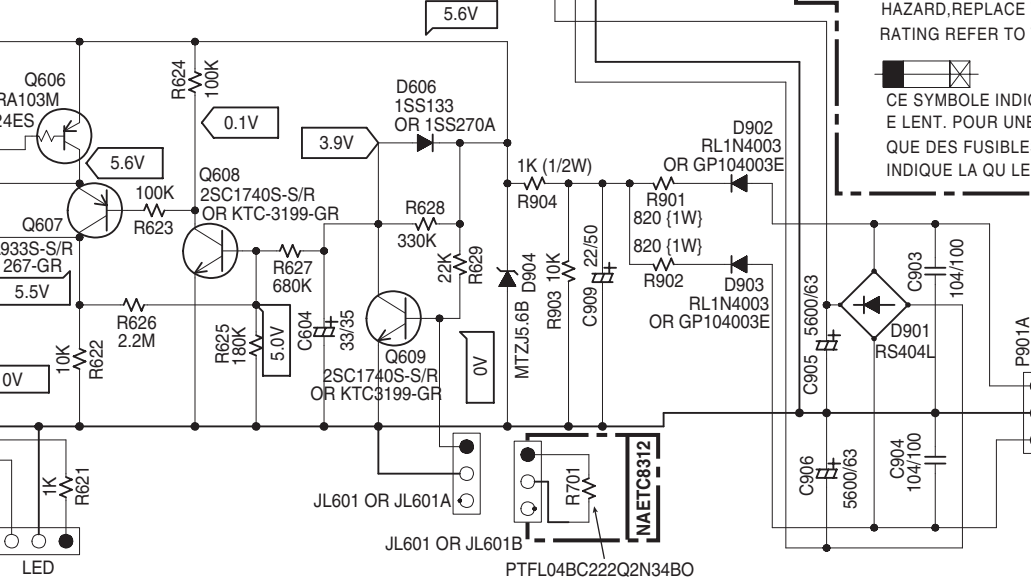 5.6V
HAZARD,REPLACE
RATING REFER TO
CE SYMBOLE INDIQ
E LENT. POUR UNE
QUE DES FUSIBLE
INDIQUE LA QU LE
Q606
RA103M
24ES
R624
100K
0.1V
3.9V
D606
1SS133
OR 1SS270A
5.6V
Q608
2SC1740S-S/R
OR KTC-3199-GR
100K
R623
Q607
933S-S/R
267-GR
5.5V
1K (1/2W)
R904
D902
RL1N4003
OR GP104003E
R901
820 {1W}
820 {1W}
R902
D903
RL1N4003
OR GP104003E
R628
330K
22K
R629
R627
680K
R626
2.2M
10K
R622
0V
R625
180K
5.0V
C604
33/35
Q609
2SC1740S-S/R
OR KTC3199-GR
0V
MTZJ5.6B
D904
R903
10K
C909
22/50
C905
5600/63
C903
104/100
D901
RS404L
P901A
C906
5600/63
C904
104/100
1K
R621
LED
JL601 OR JL601A
JL601 OR JL601B
R701
NAETC8312
PTFL04BC222Q2N34BO